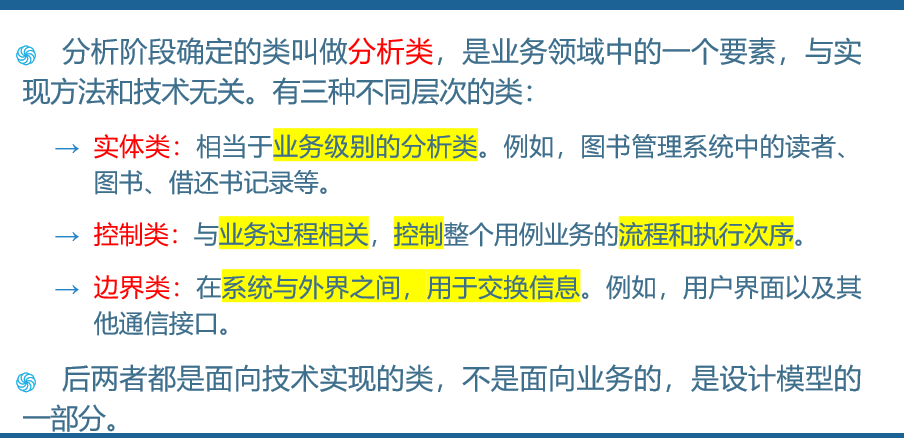 分析阶段确定的类叫做分析类，是业务领域中的一个要素，与实
现方法和技术无关。有三种不同层次的类：
→ 实体类：相当于业务级别的分析类。例如，图书管理系统中的读者、
图书、借还书记录等。
→ 控制类：与业务过程相关，控制整个用例业务的流程和执行次序。
→ 边界类：在系统与外界之间，用于交换信息。例如，用户界面以及其
他通信接口。
后两者都是面向技术实现的类，不是面向业务的，是设计模型的
一部分。